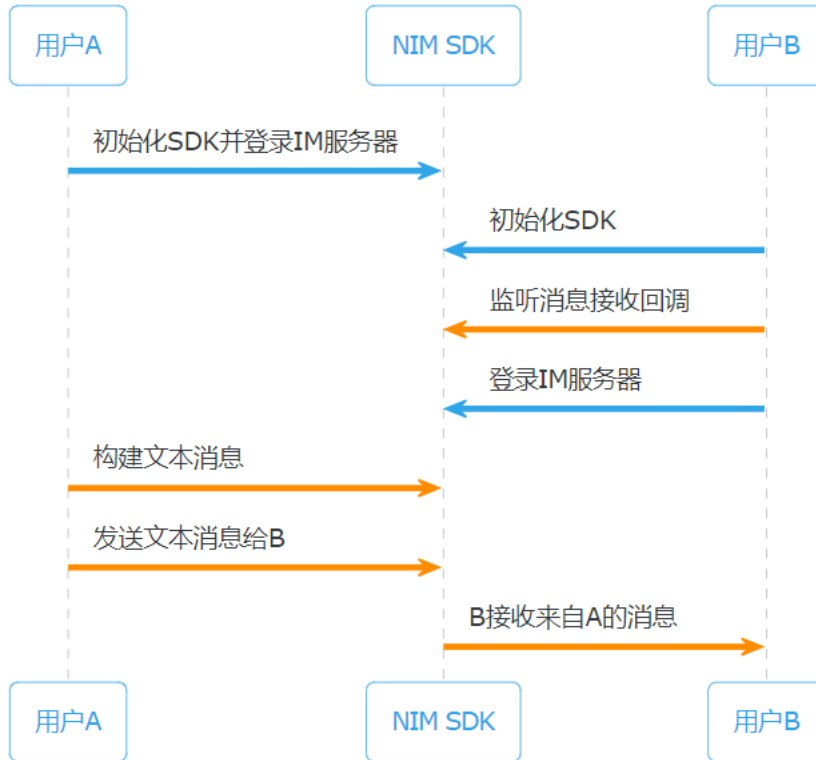 用户A
NIM SDK
用户B
初始化SDK并登录IM服务器
初始化SDK
监听消息接收回调
登录IM服务器
构建文本消息
发送文本消息给B
B接收来自A的消息
用户A
NIM SDK
用户B